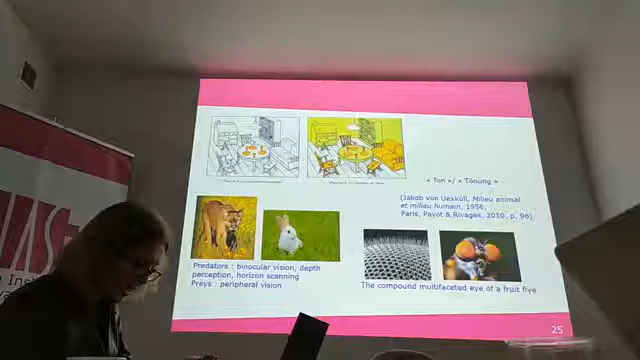 « Ton »/ « Tönung »
(Jakob von Uexküll, Milieu animal
et milieu humain, 1956,
Paris, Payot & Rivages, 2010, p. 96)
Predators : binocular vision, depth
perception, horizon scanning
Preys : peripheral vision
The compound multifaceted eye of a fruit flye
25